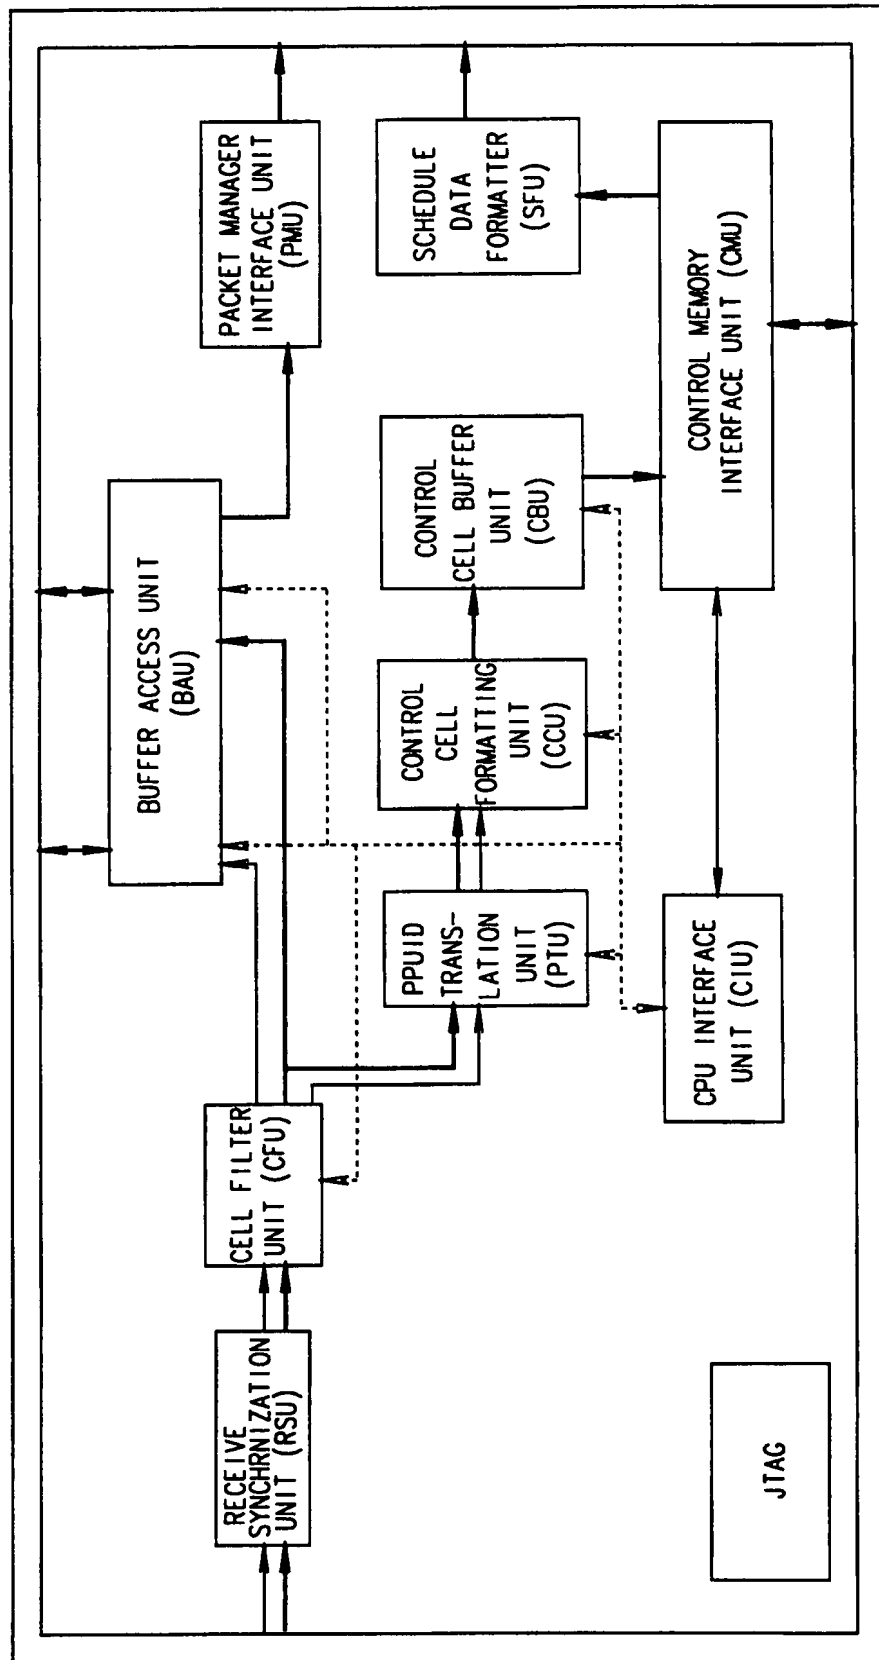 RECEIVE
SYNCHRNIZATION
UNIT (RSU)
CELL FILTER
UNIT (CFU)
BUFFER ACCESS UNIT
(BAU)
PACKET MANAGER
INTERFACE UNIT
(PMU)
PPUID
TRANS-
LATION
UNIT
(PTU)
CONTROL
CELL
FORMATTING
UNIT
(CCU)
CONTROL
CELL BUFFER
UNIT
(CBU)
SCHEDULE
DATA
FORMATTER
(SFU)
CPU INTERFACE
UNIT (CIU)
CONTROL MEMORY
INTERFACE UNIT (CMU)
JTAG